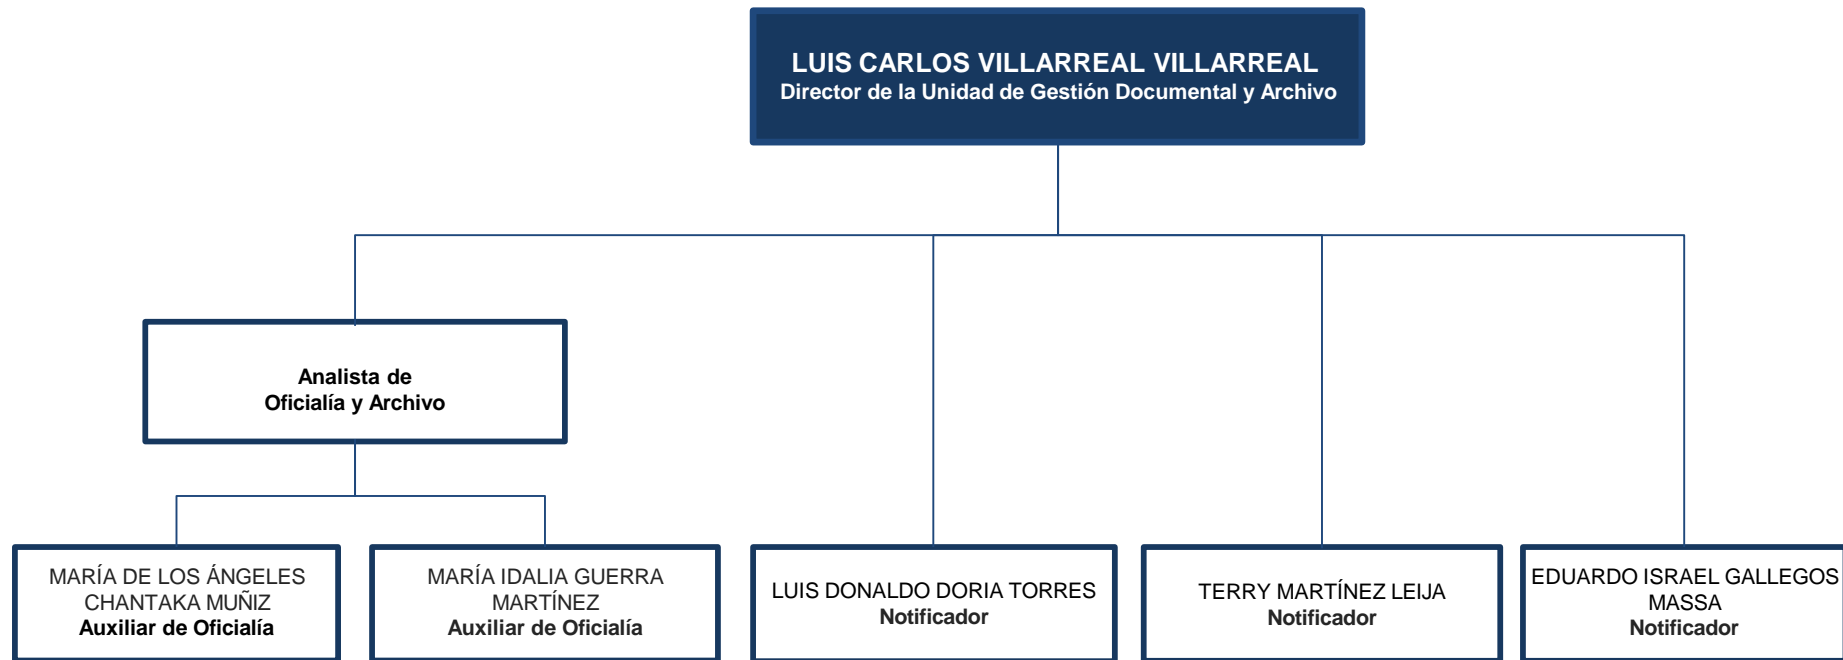 LUIS CARLOS VILLARREAL VILLARREAL
Director de la Unidad de Gestión Documental y Archivo
Analista de
Oficialía y Archivo
MARÍA DE LOS ÁNGELES
CHANTAKA MUÑIZ
Auxiliar de Oficialía
MARÍA IDALIA GUERRA
MARTÍNEZ
Auxiliar de Oficialía
LUIS DONALDO DORIA TORRES
Notificador
TERRY MARTÍNEZ LEIJA
Notificador
EDUARDO ISRAEL GALLEGOS
MASSA
Notificador